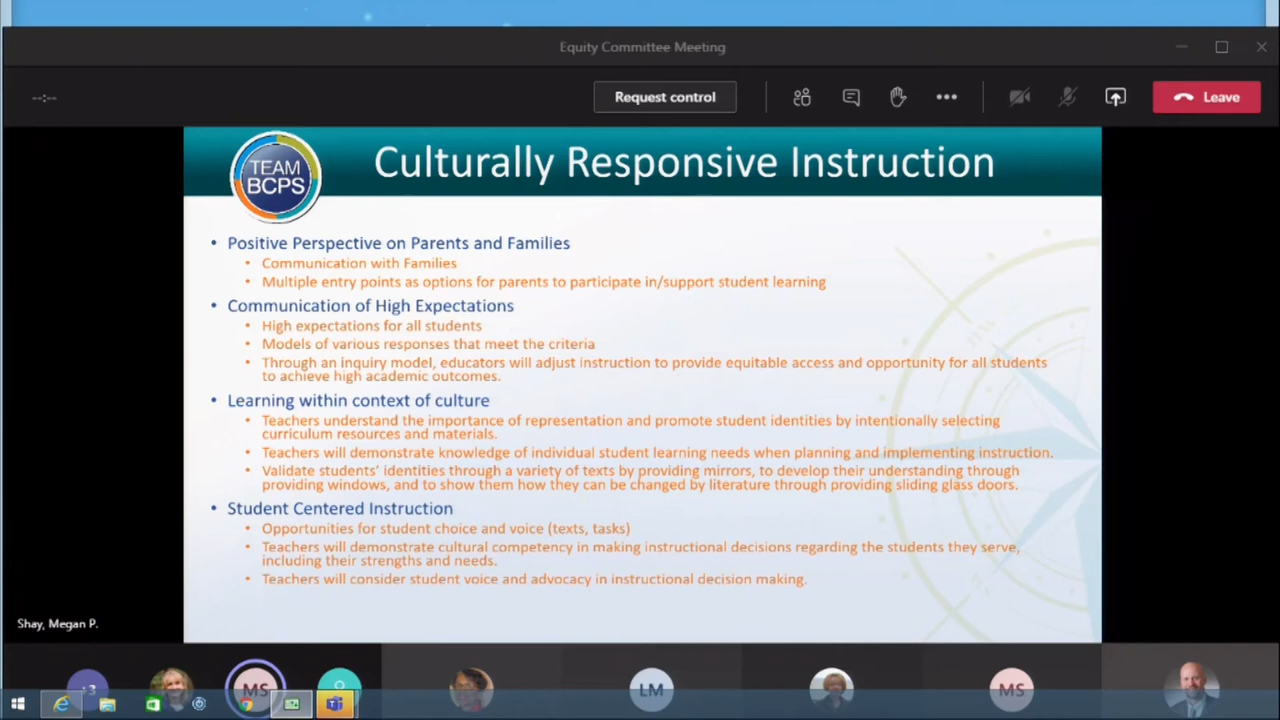 Equity Committee Meeting
--:--
Request control
Leave
TEAM
BCPS
Culturally Responsive Instruction
• Positive Perspective on Parents and Families
• Communication with Families
• Multiple entry points as options for parents to participate in/support student learning
• Communication of High Expectations
• High expectations for all students
• Models of various responses that meet the criteria
• Through an inquiry model, educators will adjust instruction to provide equitable access and opportunity for all students
to achieve high academic outcomes.
• Learning within context of culture
• Teachers understand the importance of representation and promote student identities by intentionally selecting
curriculum resources and materials.
• Teachers will demonstrate knowledge of individual student learning needs when planning and implementing instruction.
• Validate students' identities through a variety of texts by providing mirrors, to develop their understanding through
providing windows, and to show them how they can be changed by literature through providing sliding glass doors.
• Student Centered Instruction
• Opportunities for student choice and voice (texts, tasks)
• Teachers will demonstrate cultural competency in making instructional decisions regarding the students they serve,
including their strengths and needs.
• Teachers will consider student voice and advocacy in instructional decision making.
Shay, Megan P.
+3
MS
LM
MS